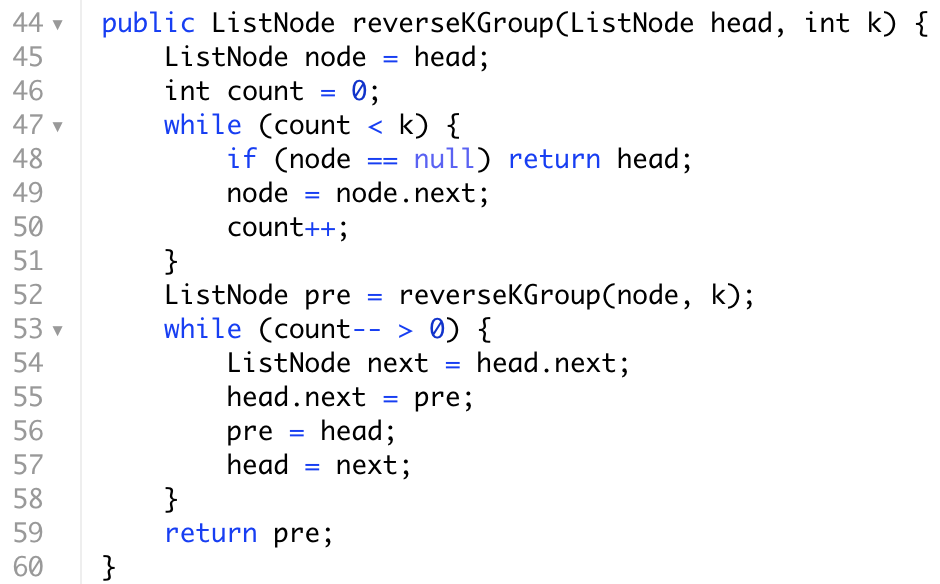 44 ▼ public ListNode reverseKGroup(ListNode head, int k) {
45 ListNode node = head;
46 int count = 0;
47 ▼ while (count < k) {
48 if (node == null) return head;
49 node = node.next;
50 count++;
51 }
52 ListNode pre = reverseKGroup(node, k);
53 ▼ while (count-- > 0) {
54 ListNode next = head.next;
55 head.next = pre;
56 pre = head;
57 head = next;
58 }
59 return pre;
60 }